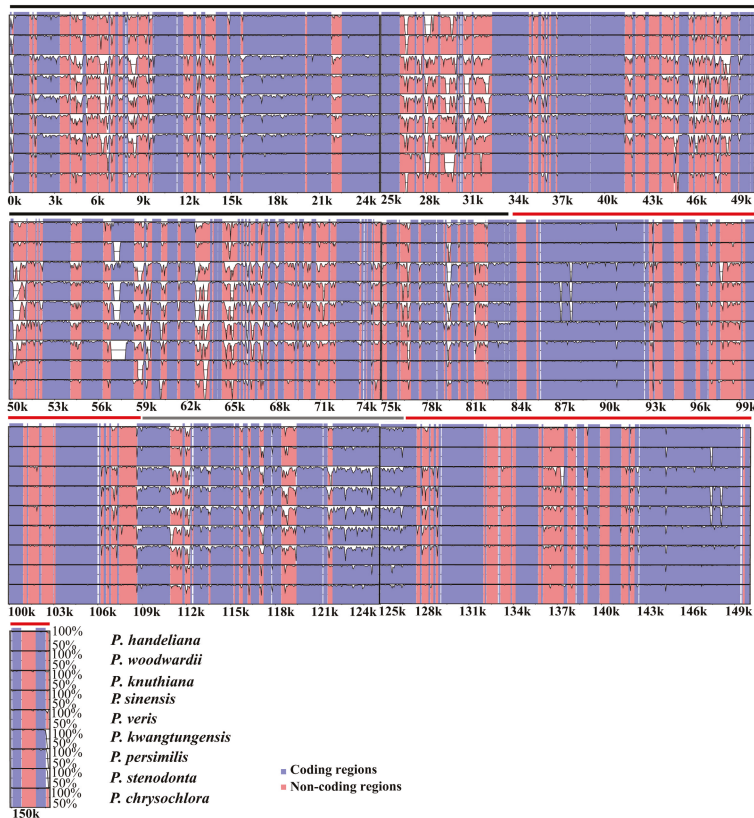 0k 3k 6k 9k 12k 15k 18k 21k 24k 25k 28k 31k 34k 37k 40k 43k 46k 49k
50k 53k 56k 59k 62k 65k 68k 71k 74k 75k 78k 81k 84k 87k 90k 93k 96k 99k
100k 103k 106k 109k 112k 115k 118k 121k 124k 125k 128k 131k 134k 137k 140k 143k 146k 149k
100%
50%
P. handeliana
100%
50%
P. woodwardii
100%
50%
P. knuthiana
100%
50%
P. sinensis
100%
50%
P. veris
100%
50%
P. kwangtungensis
100%
50%
P. persimilis
100%
50%
P. stenodonta
100%
50%
P. chrysochlora
150k
Coding regions
Non-coding regions